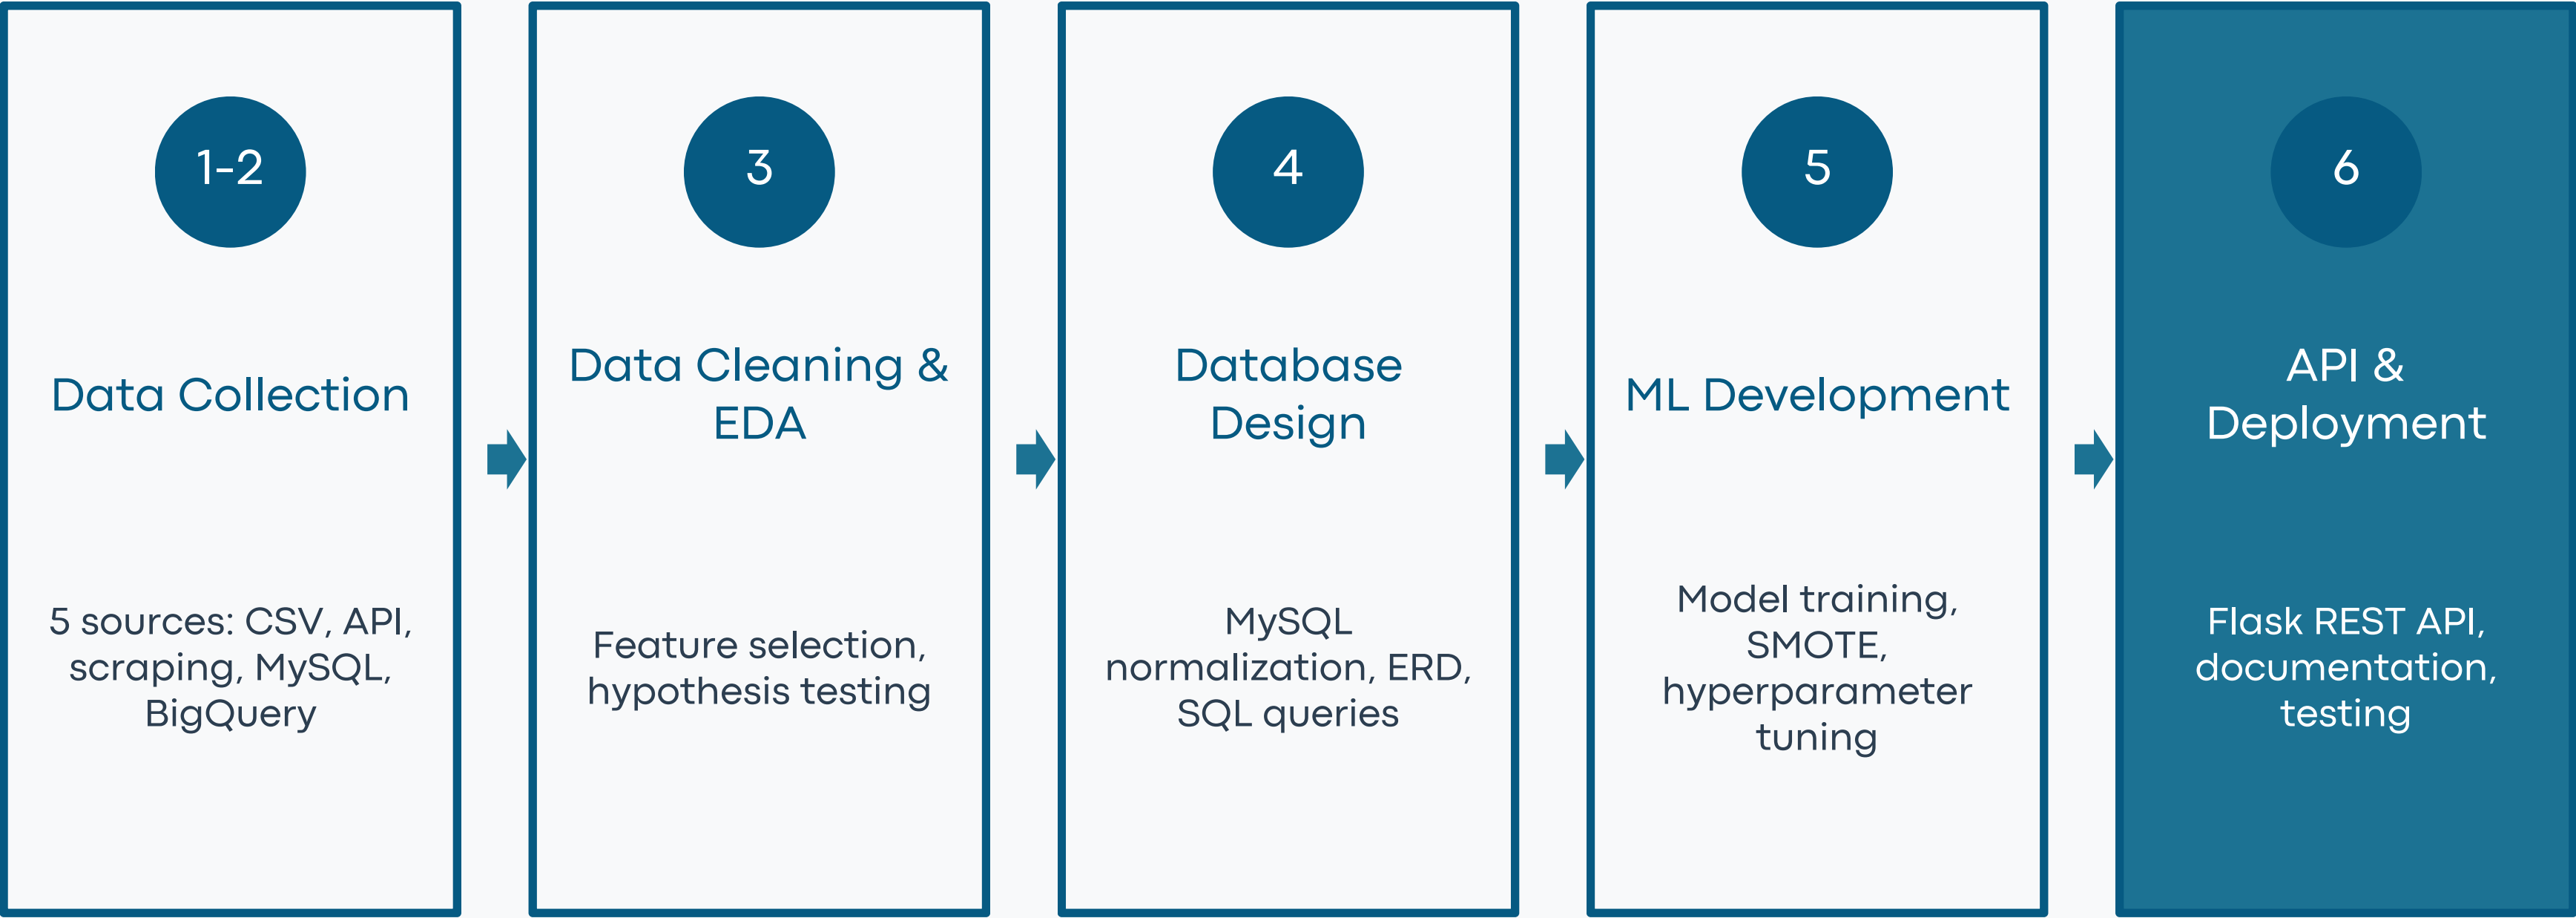 1-2
Data Collection
5 sources: CSV, API,
scraping, MySQL,
BigQuery
3
Data Cleaning &
EDA
Feature selection,
hypothesis testing
4
Database
Design
MySQL
normalization, ERD,
SQL queries
5
ML Development
Model training,
SMOTE,
hyperparameter
tuning
6
API &
Deployment
Flask REST API,
documentation,
testing